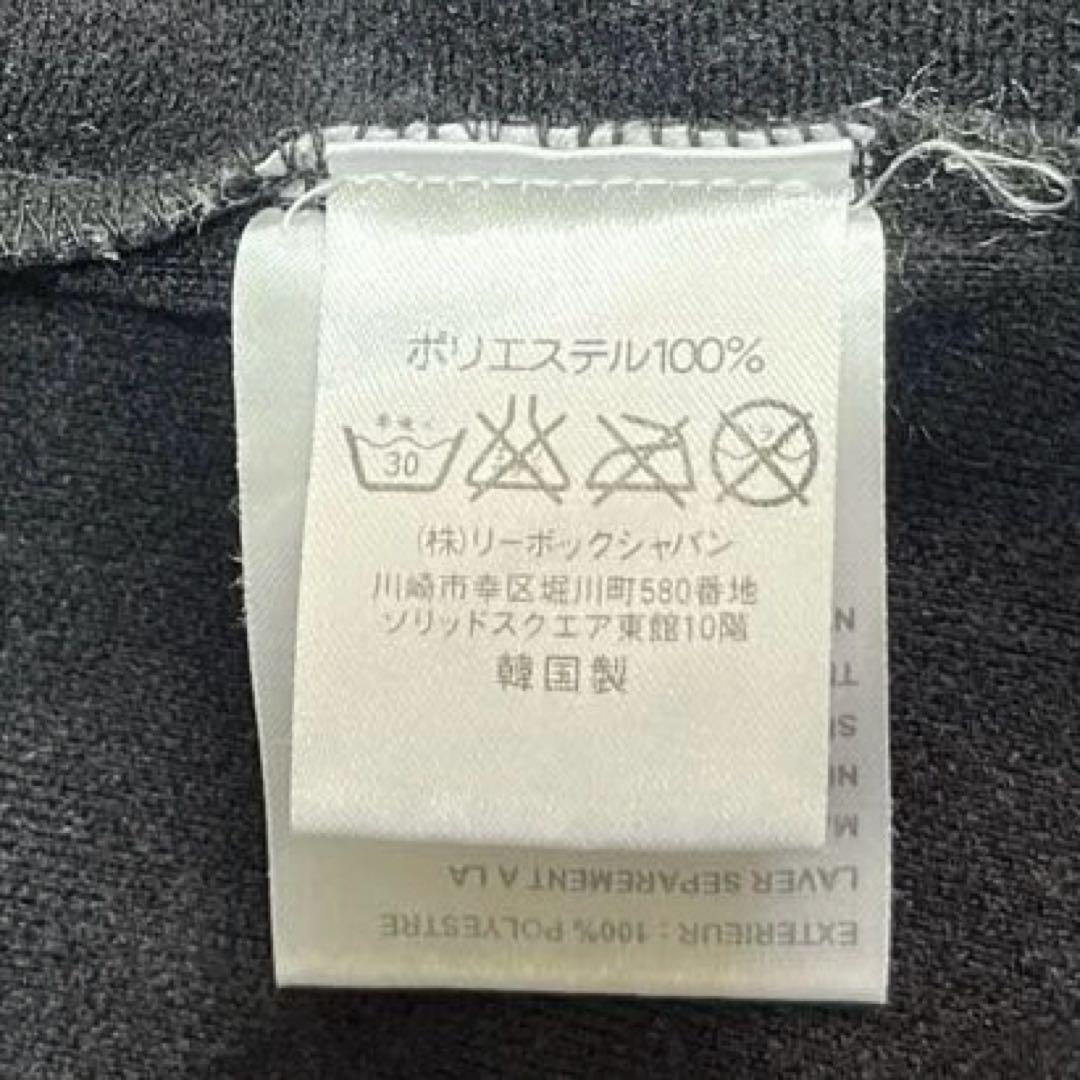 ポリエステル100%
30
(株)リーボックジャパン
川崎市幸区堀川町580番地
ソリッドスクエア東館10階
韓国製
LAVER SEPAREMENT A LA
EXTERIEUR : 100% POLYESTRE